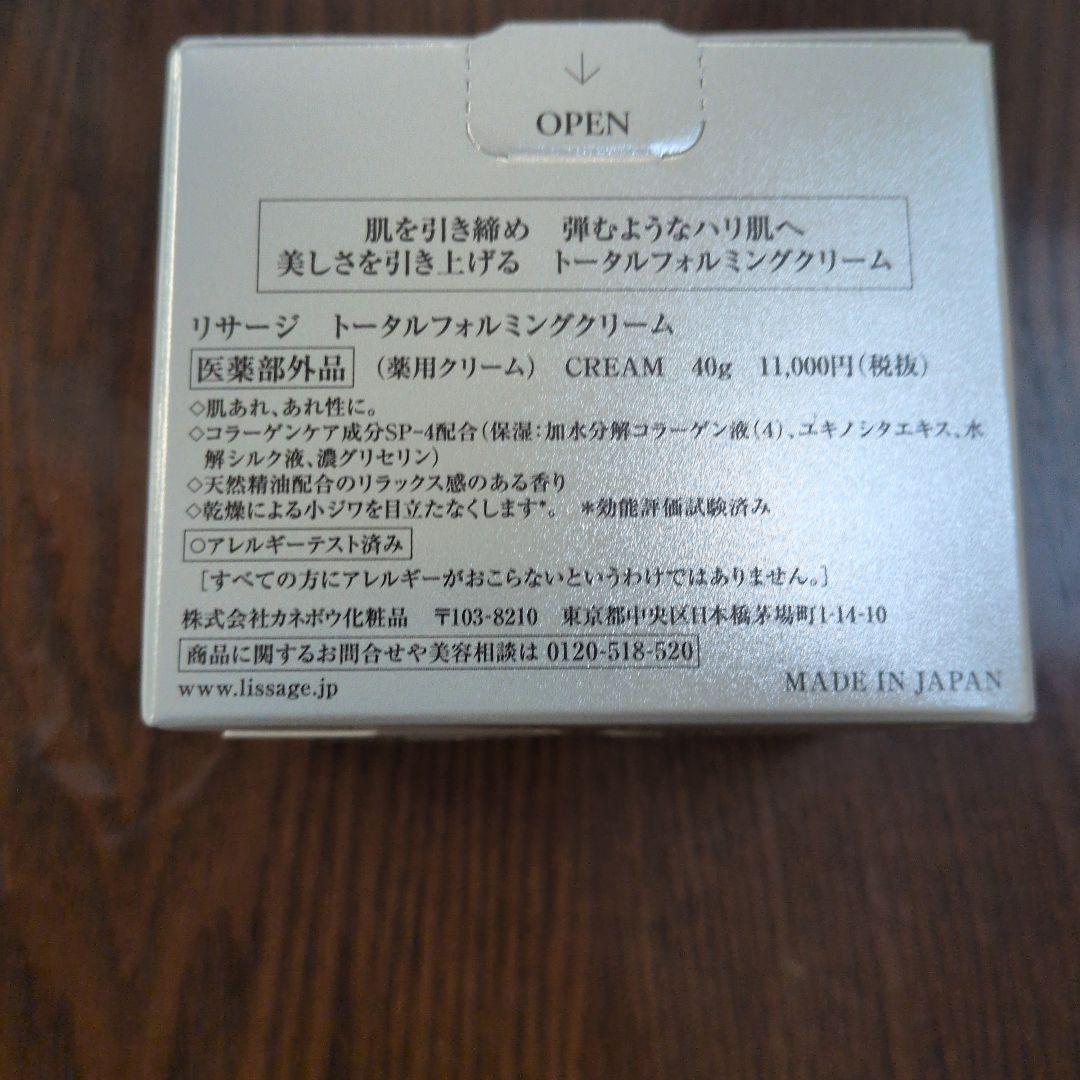 ↓
OPEN
肌を引き締め 弾むようなハリ肌へ
美しさを引き上げる トータルフォルミングクリーム
リサージ トータルフォルミングクリーム
医薬部外品 (薬用クリーム) CREAM 40g 11,000円(税抜)
◇肌あれ、あれ性に。
◇コラーゲンケア成分SP-4配合(保湿:加水分解コラーゲン液(4)、ユキノシタエキス、水
解シルク液、濃グリセリン)
◇天然精油配合のリラックス感のある香り
◇乾燥による小ジワを目立たなくします*。 *効能評価試験済み
○アレルギーテスト済み
[すべての方にアレルギーがおこらないというわけではありません。]
株式会社カネボウ化粧品 〒103-8210 東京都中央区日本橋茅場町1-14-10
商品に関するお問合せや美容相談は 0120-518-520
www.lissage.jp
MADE IN JAPAN